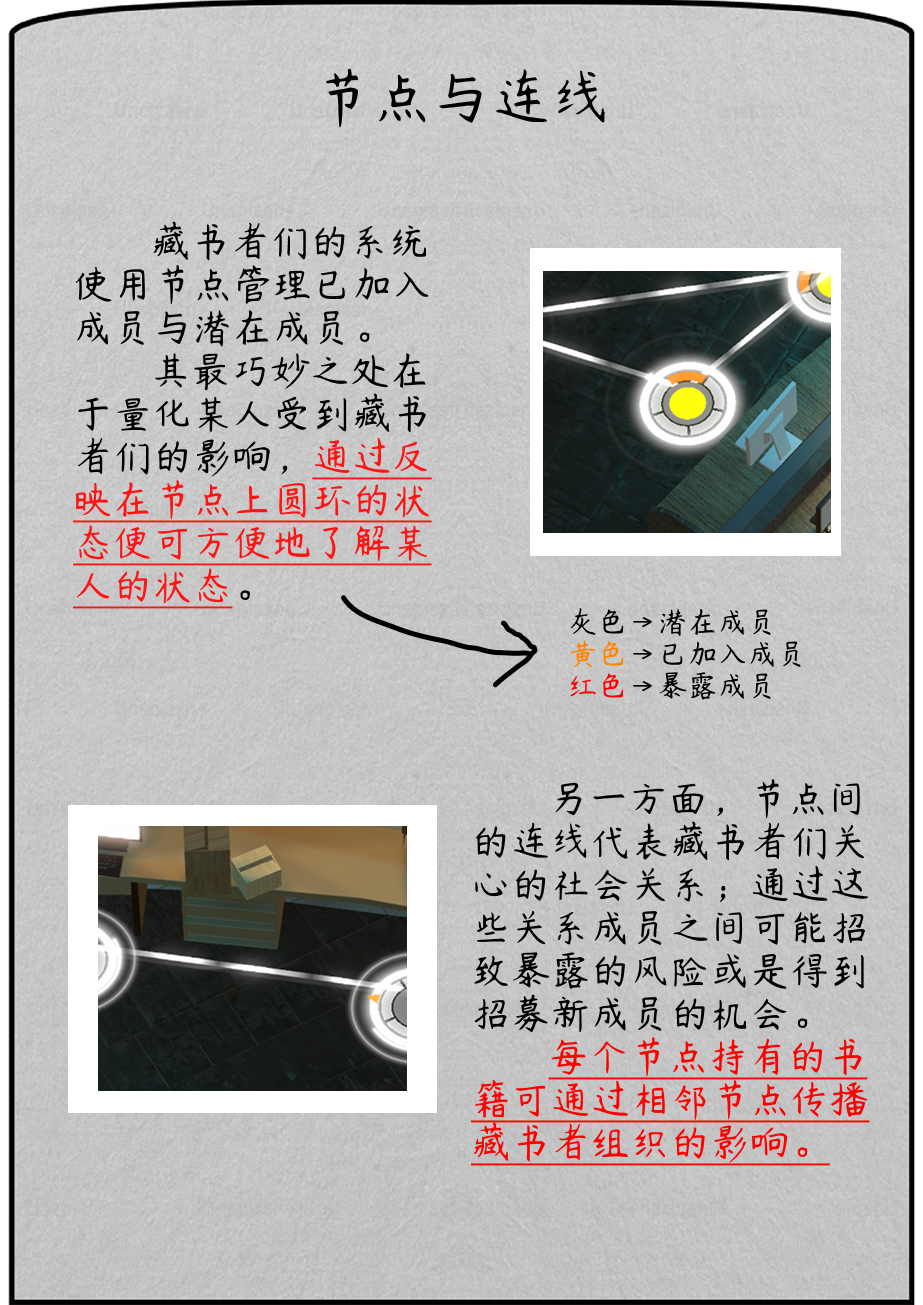 节点与连线
藏书者们的系统
使用节点管理已加入
成员与潜在成员。
其最巧妙之处在
于量化某人受到藏书
者们的影响，通过反
映在节点上圆环的状
态便可方便地了解某
人的状态。
灰色→潜在成员
黄色→已加入成员
红色→暴露成员
另一方面，节点间
的连线代表藏书者们关
心的社会关系；通过这
些关系成员之间可能招
致暴露的风险或是得到
招募新成员的机会。
每个节点持有的书
籍可通过相邻节点传播
藏书者组织的影响。